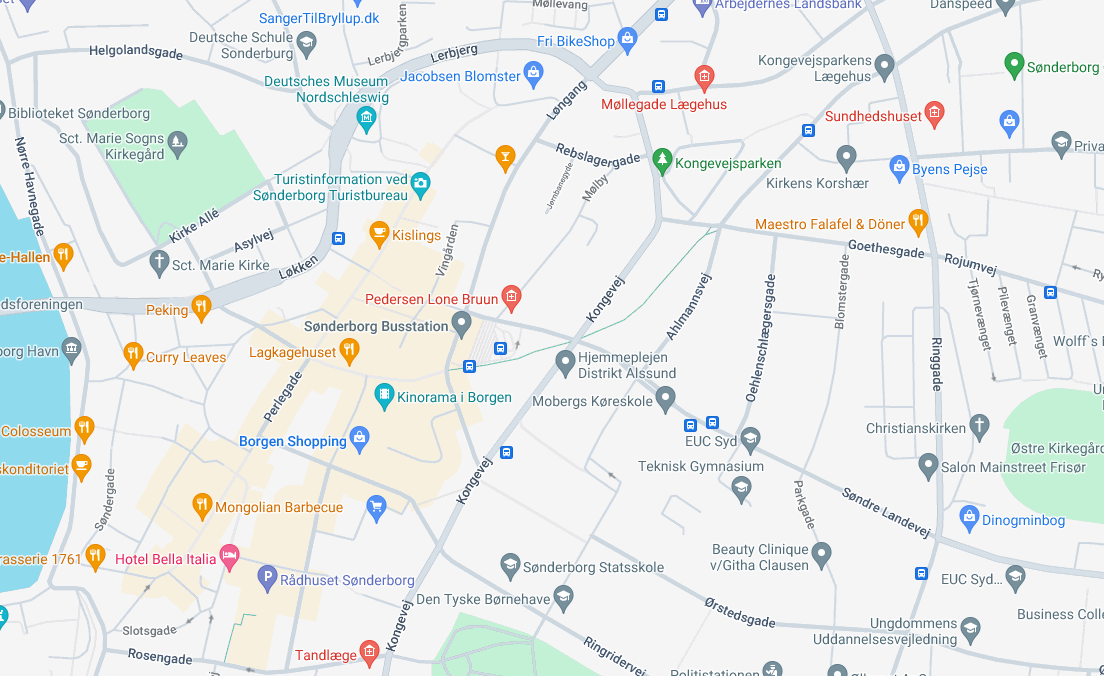 Møllevang
Arbejdernes Landsbank
Danspeed
SangerTilBryllup.dk
Deutsche Schule
Sonderburg
Helgolandsgade
Lerbjergparken
Lerbjerg
Fri BikeShop
Kongevejsparkens
Lægehus
Sønderborg
Deutsches Museum
Nordschleswig
Jacobsen Blomster
Løngang
Møllegade Lægehus
Sundhedshuset
Biblioteket Sønderborg
Sct. Marie Sogns
Kirkegård
Nørre Havnegade
Rebslagergade
Kongevejsparken
Kirkens Korshær
Byens Pejse
Priva
Turistinformation ved
Sønderborg Turistbureau
Jernbanegyde
Mølby
Kirke Allé
Asylvej
Kislings
Vingården
Maestro Falafel & Döner
Goethesgade
Rojumvej
e-Hallen
Sct. Marie Kirke
Løkken
dsforeningen
Peking
Pedersen Lone Bruun
Kongevej
Ahlmannsvej
Oehlenschlægersgade
Blomstergade
Tjørnevænget
Pilevænget
Granvænget
Ry
Sønderborg Busstation
Ringgade
Wolff`s
org Havn
Curry Leaves
Lagkagehuset
Hjemmeplejen
Distrikt Alssund
Perlegade
Kinorama i Borgen
Mobergs Køreskole
Colosseum
Borgen Shopping
EUC Syd
Christianskirken
Østre Kirkegård
skonditoriet
Kongevej
Teknisk Gymnasium
Salon Mainstreet Frisør
Søndergade
Mongolian Barbecue
Parkgade
Søndre Landevej
Dinogminbog
rasserie 1761
Hotel Bella Italia
Rådhuset Sønderborg
Sønderborg Statsskole
Beauty Clinique
v/Githa Clausen
EUC Syd...
Den Tyske Børnehave
Ørstedsgade
Business Colle
Slotsgade
Kongevej
Ungdommens
Uddannelsesvejledning
Rosengade
Tandlæge
Ringridervej
Politistationen